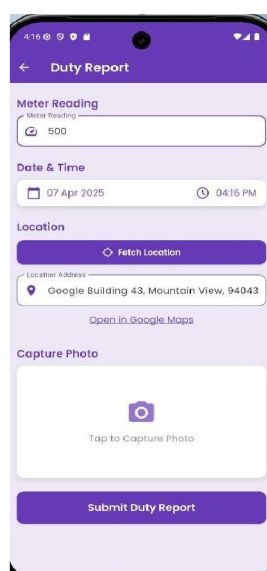 4:16
Duty Report
Meter Reading
Meter Reading
500
Date & Time
07 Apr 2025 04:16 PM
Location
Fetch Location
Location Address
Google Building 43, Mountain View, 94043
Open in Google Maps
Capture Photo
Tap to Capture Photo
Submit Duty Report